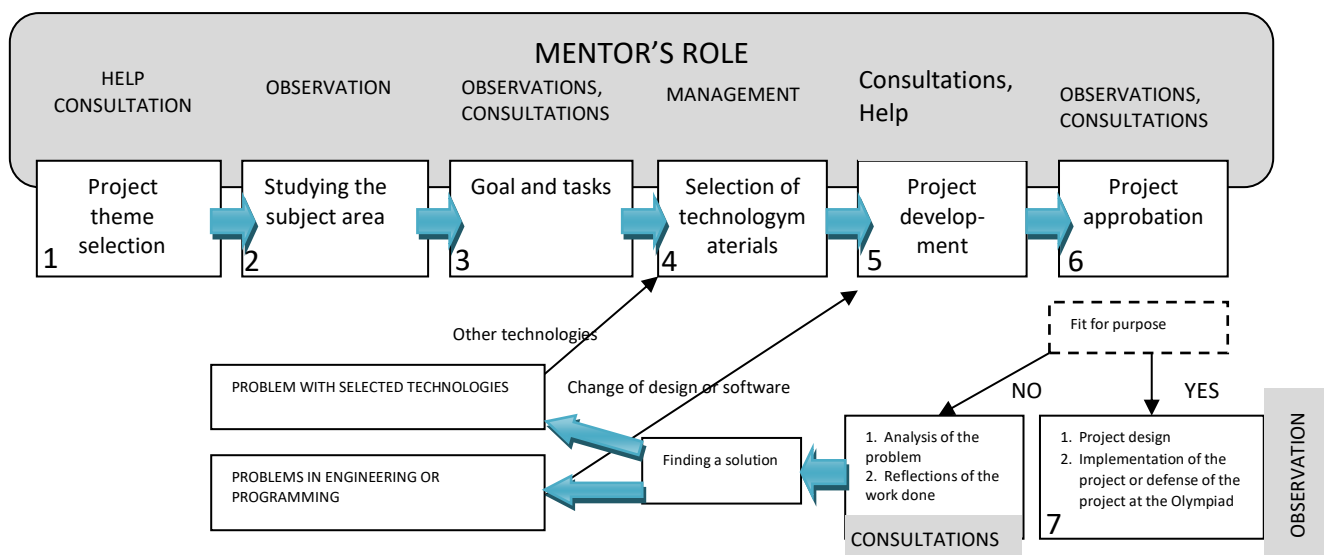 MENTOR'S ROLE
HELP
CONSULTATION
OBSERVATION
OBSERVATIONS,
CONSULTATIONS
MANAGEMENT
Consultations,
Help
OBSERVATIONS,
CONSULTATIONS
Project
theme
selection
1
Studying the
subject area
2
Goal and tasks
3
Selection of
technologym
aterials
4
Project
develop-
ment
5
Project
approbation
6
Other technologies
Fit for purpose
PROBLEM WITH SELECTED TECHNOLOGIES
Change of design or software
NO
YES
PROBLEMS IN ENGINEERING OR
PROGRAMMING
Finding a solution
1. Analysis of the
problem
2. Reflections of the
work done
CONSULTATIONS
1. Project design
2. Implementation of the
project or defense of the
project at the Olympiad
7
OBSERVATION